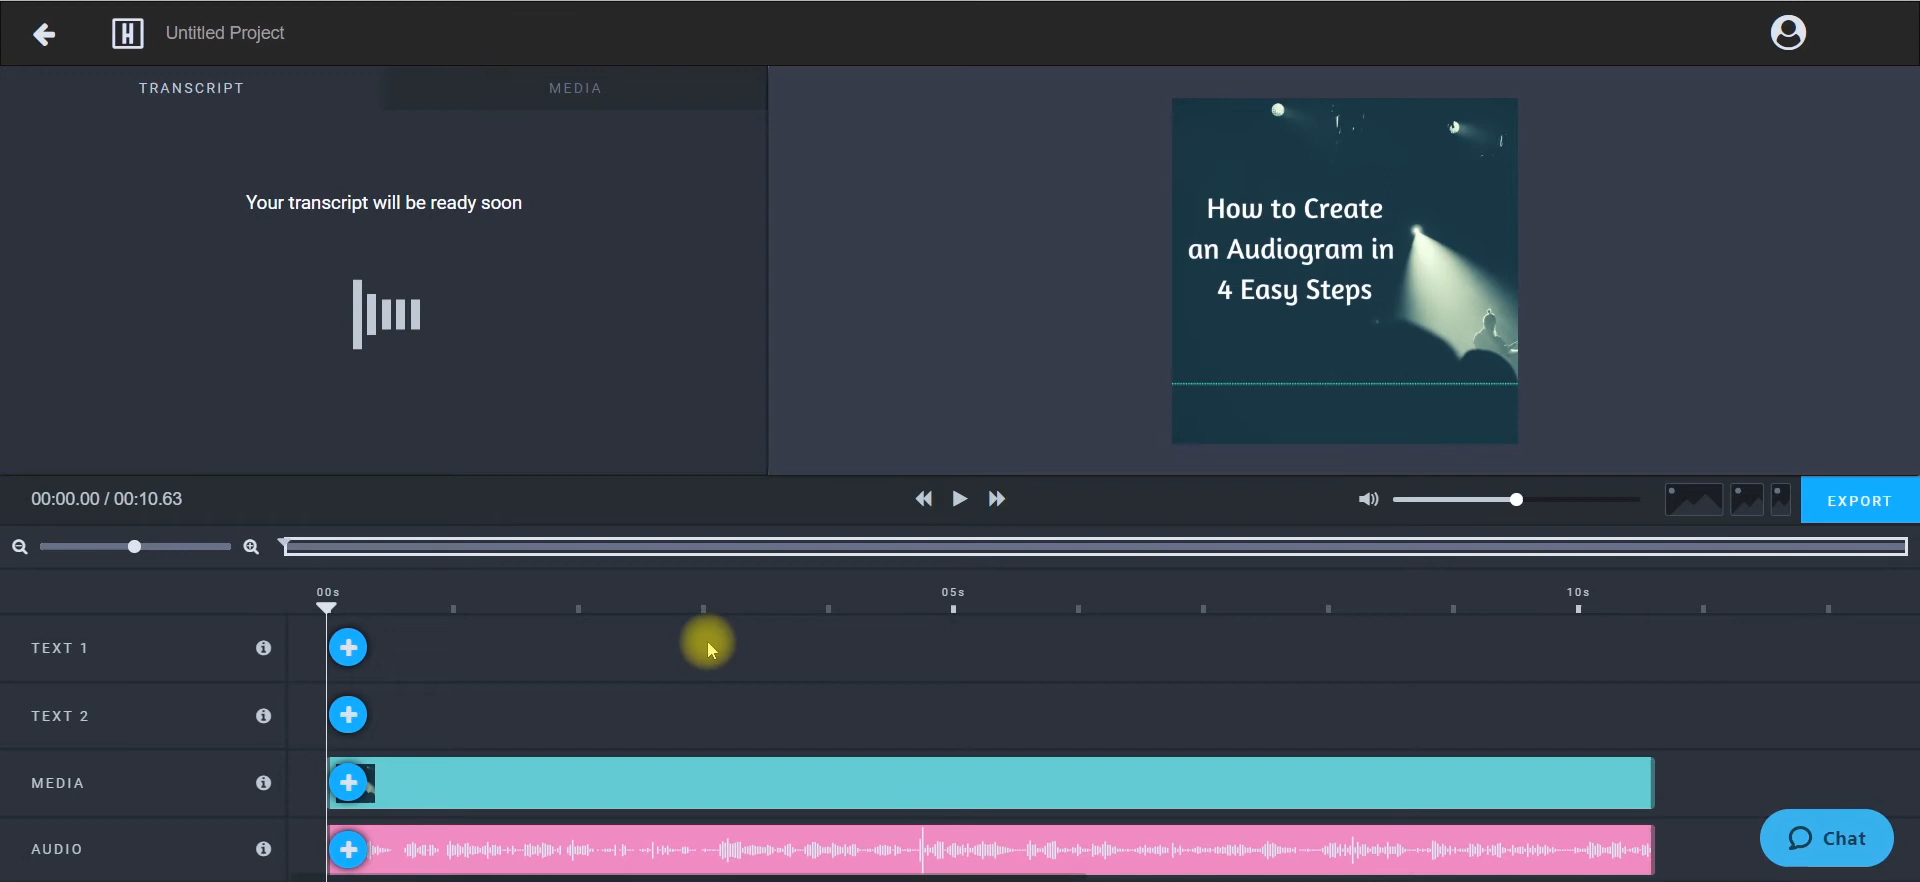 H Untitled Project
TRANSCRIPT
MEDIA
Your transcript will be ready soon
How to Create
an Audiogram in
4 Easy Steps
00:00.00 / 00:10.63
EXPORT
00s
05s
10s
TEXT 1
TEXT 2
MEDIA
AUDIO
Chat